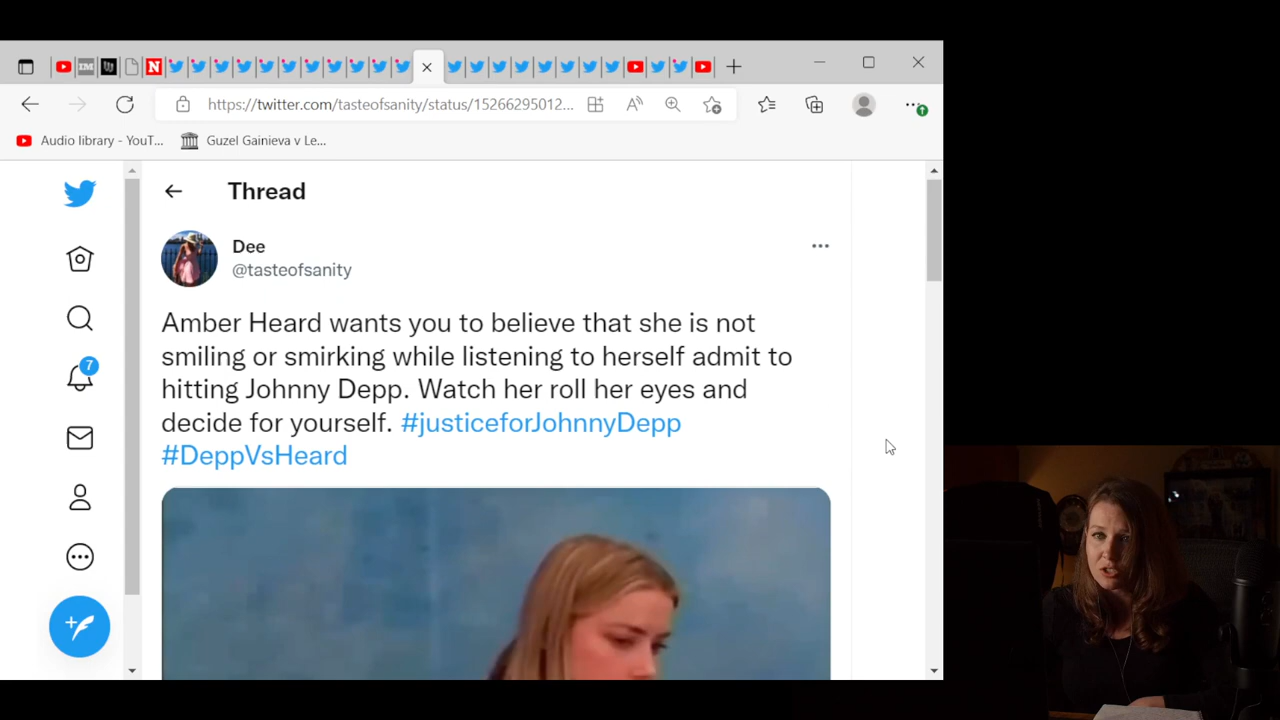 https://twitter.com/tasteofsanity/status/15266295012...
Audio library - YouT...
Guzel Gainieva v Le...
Thread
Dee
@tasteofsanity
7
Amber Heard wants you to believe that she is not
smiling or smirking while listening to herself admit to
hitting Johnny Depp. Watch her roll her eyes and
decide for yourself. #justiceforJohnnyDepp
#DeppVsHeard